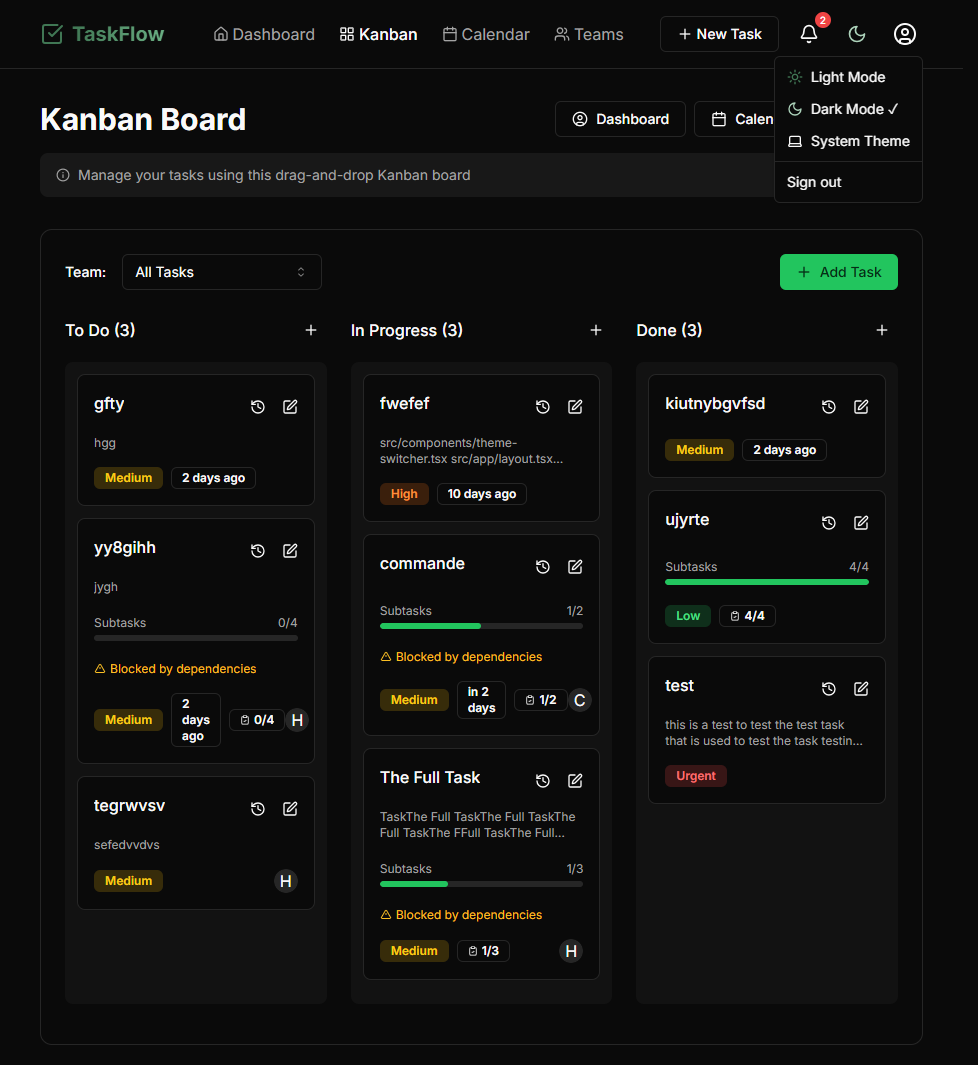 TaskFlow
Dashboard
Kanban
Calendar
Teams
New Task
2
Light Mode
Dark Mode ✓
System Theme
Sign out
Kanban Board
Dashboard
Calen
Manage your tasks using this drag-and-drop Kanban board
Team:
All Tasks
Add Task
To Do (3)
gfty
hgg
Medium
2 days ago
yy8gihh
jygh
Subtasks
0/4
Blocked by dependencies
Medium
2
days
ago
0/4
H
tegrwvsv
sefedvvdvs
Medium
H
In Progress (3)
fwefef
src/components/theme-
switcher.tsx src/app/layout.tsx...
High
10 days ago
commande
Subtasks
1/2
Blocked by dependencies
Medium
in 2
days
1/2
C
The Full Task
TaskThe Full TaskThe Full TaskThe
Full TaskThe FFull TaskThe Full...
Subtasks
1/3
Blocked by dependencies
Medium
1/3
H
Done (3)
kiutnybgvfsd
Medium
2 days ago
ujyrte
Subtasks
4/4
Low
4/4
test
this is a test to test the test task
that is used to test the task testin...
Urgent